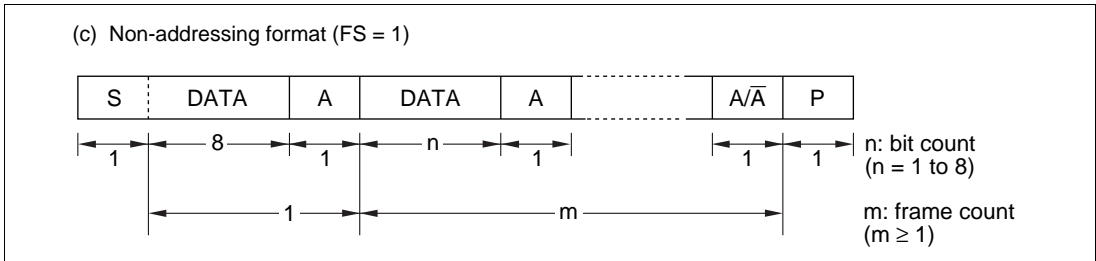 (c) Non-addressing format (FS = 1)
S DATA A DATA A A/A̅ P
1 8 1 n 1 1 1
n: bit count
(n = 1 to 8)
1 m
m: frame count
(m ≥ 1)